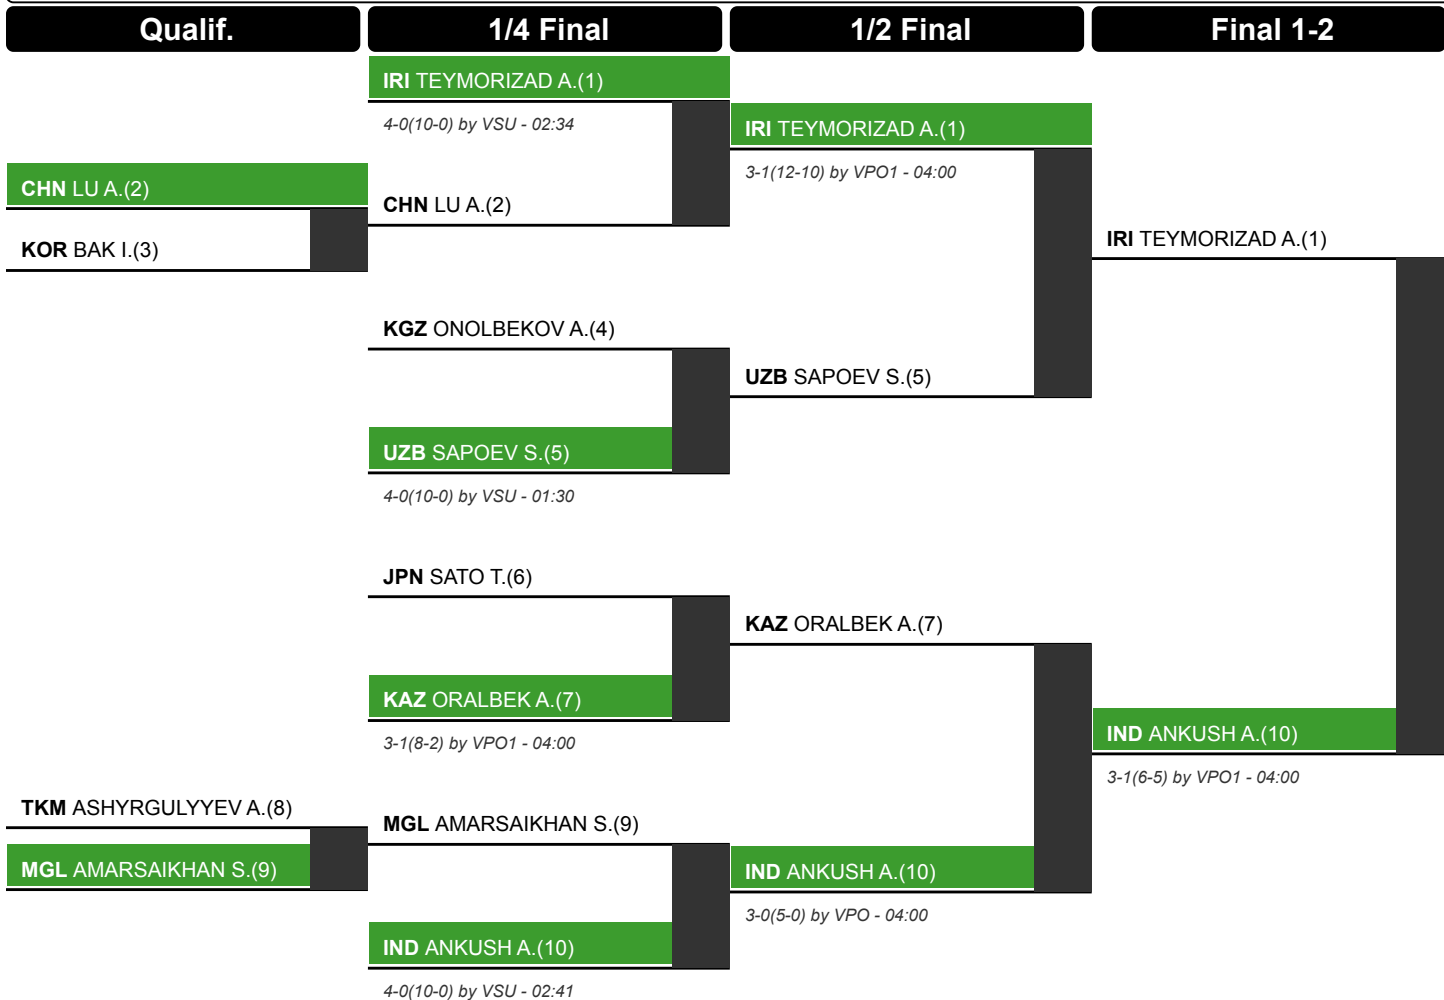 Qualif.
1/4 Final
1/2 Final
Final 1-2
CHN LU A.(2)
KOR BAK I.(3)
TKM ASHYRGULYYEV A.(8)
MGL AMARSAIKHAN S.(9)
IRI TEYMORIZAD A.(1)
4-0(10-0) by VSU - 02:34
CHN LU A.(2)
KGZ ONOLBEKOV A.(4)
UZB SAPOEV S.(5)
4-0(10-0) by VSU - 01:30
JPN SATO T.(6)
KAZ ORALBEK A.(7)
3-1(8-2) by VPO1 - 04:00
MGL AMARSAIKHAN S.(9)
IND ANKUSH A.(10)
4-0(10-0) by VSU - 02:41
IRI TEYMORIZAD A.(1)
3-1(12-10) by VPO1 - 04:00
UZB SAPOEV S.(5)
KAZ ORALBEK A.(7)
IND ANKUSH A.(10)
3-0(5-0) by VPO - 04:00
IRI TEYMORIZAD A.(1)
IND ANKUSH A.(10)
3-1(6-5) by VPO1 - 04:00